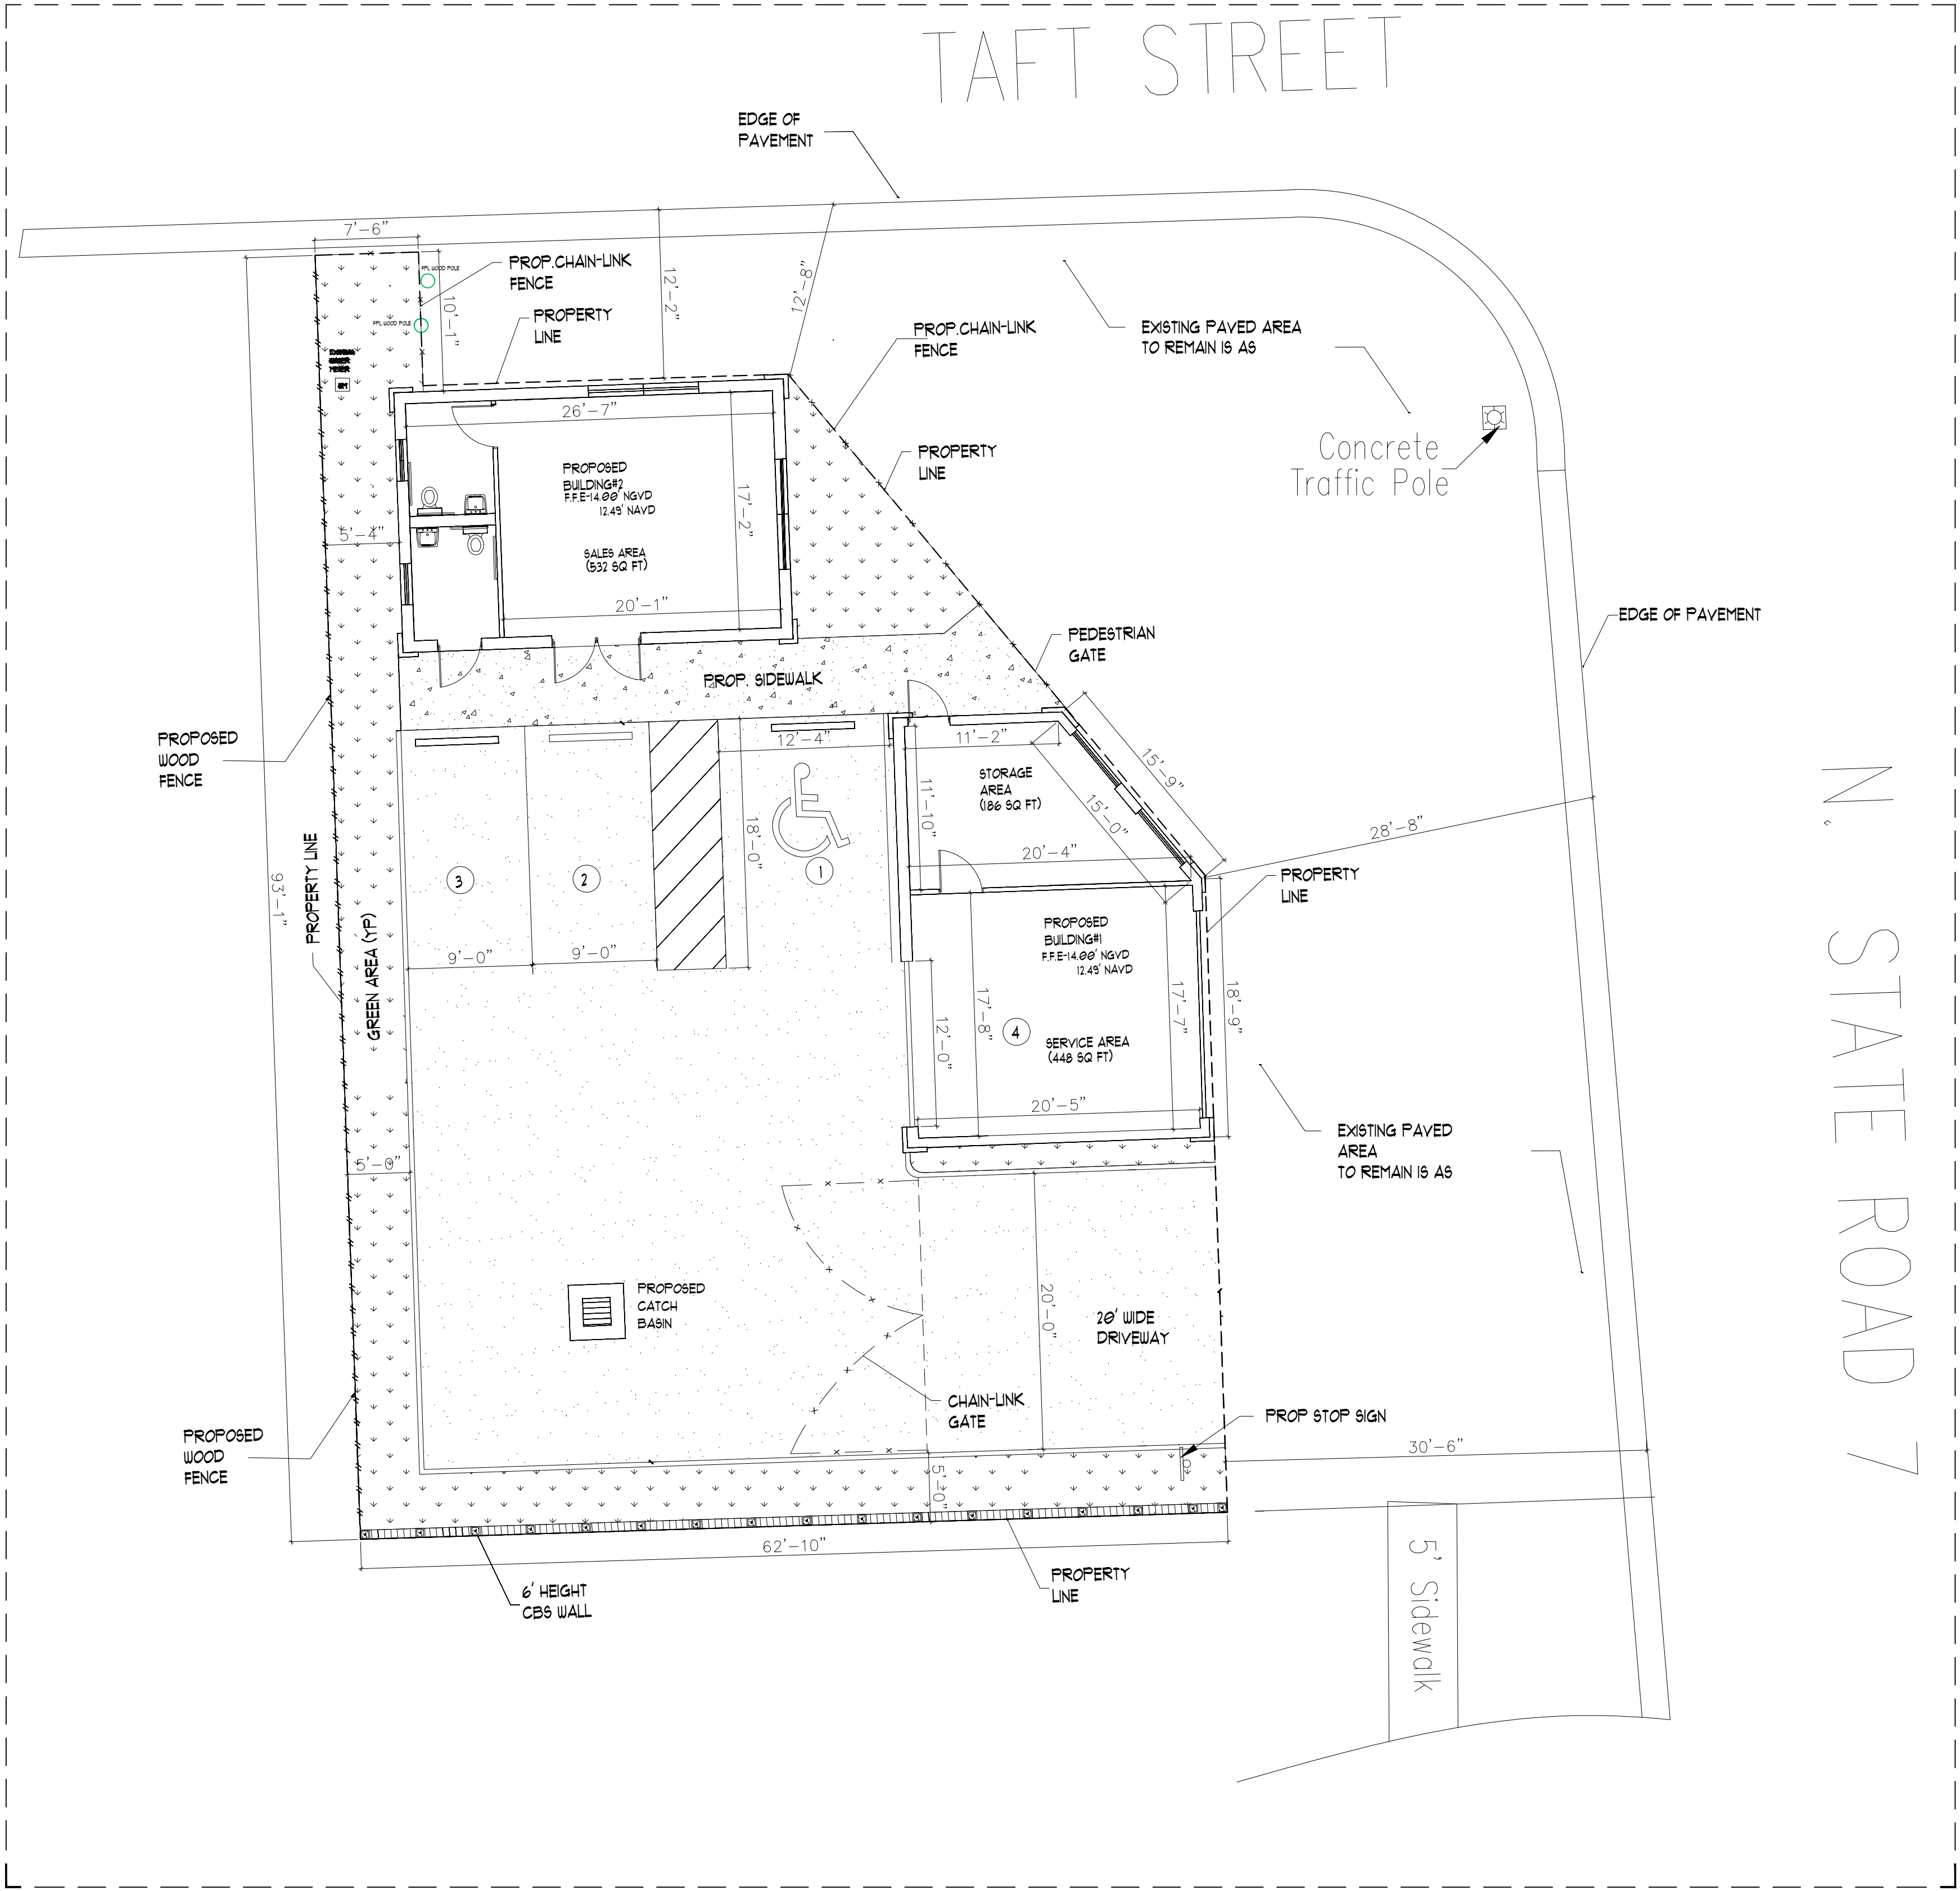 TAFT STREET
EDGE OF
PAVEMENT
7'-6"
FPL WOOD POLE
PROP.CHAIN-LINK
FENCE
12'-2"
12'-8"
10'-1"
FPL WOOD POLE
PROPERTY
LINE
PROP.CHAIN-LINK
FENCE
EXISTING PAVED AREA
TO REMAIN IS AS
EXISTING
WATER
METER
26'-7"
PROPERTY
LINE
Concrete
Traffic Pole
PROPOSED
BUILDING#2
F.F.E-14.00' NGVD
12.49' NAVD
17'-2"
5'-4"
SALES AREA
(532 SQ FT)
20'-1"
EDGE OF PAVEMENT
PEDESTRIAN
GATE
PROP. SIDEWALK
PROPOSED
WOOD
FENCE
12'-4"
11'-2"
15'-9"
STORAGE
AREA
(186 SQ FT)
11'-10"
15'-0"
18'-0"
28'-8"
20'-4"
3
2
1
PROPERTY
LINE
93'-1"
PROPERTY LINE
GREEN AREA (YP)
9'-0"
9'-0"
PROPOSED
BUILDING#1
F.F.E-14.00' NGVD
12.49' NAVD
17'-8"
17'-7"
18'-9"
12'-0"
4
SERVICE AREA
(448 SQ FT)
20'-5"
N. STATE ROAD 7
EXISTING PAVED
AREA
TO REMAIN IS AS
5'-0"
PROPOSED
CATCH
BASIN
20'-0"
20' WIDE
DRIVEWAY
CHAIN-LINK
GATE
PROP STOP SIGN
PROPOSED
WOOD
FENCE
30'-6"
5'-0"
62'-10"
6' HEIGHT
CBS WALL
PROPERTY
LINE
5' Sidewalk